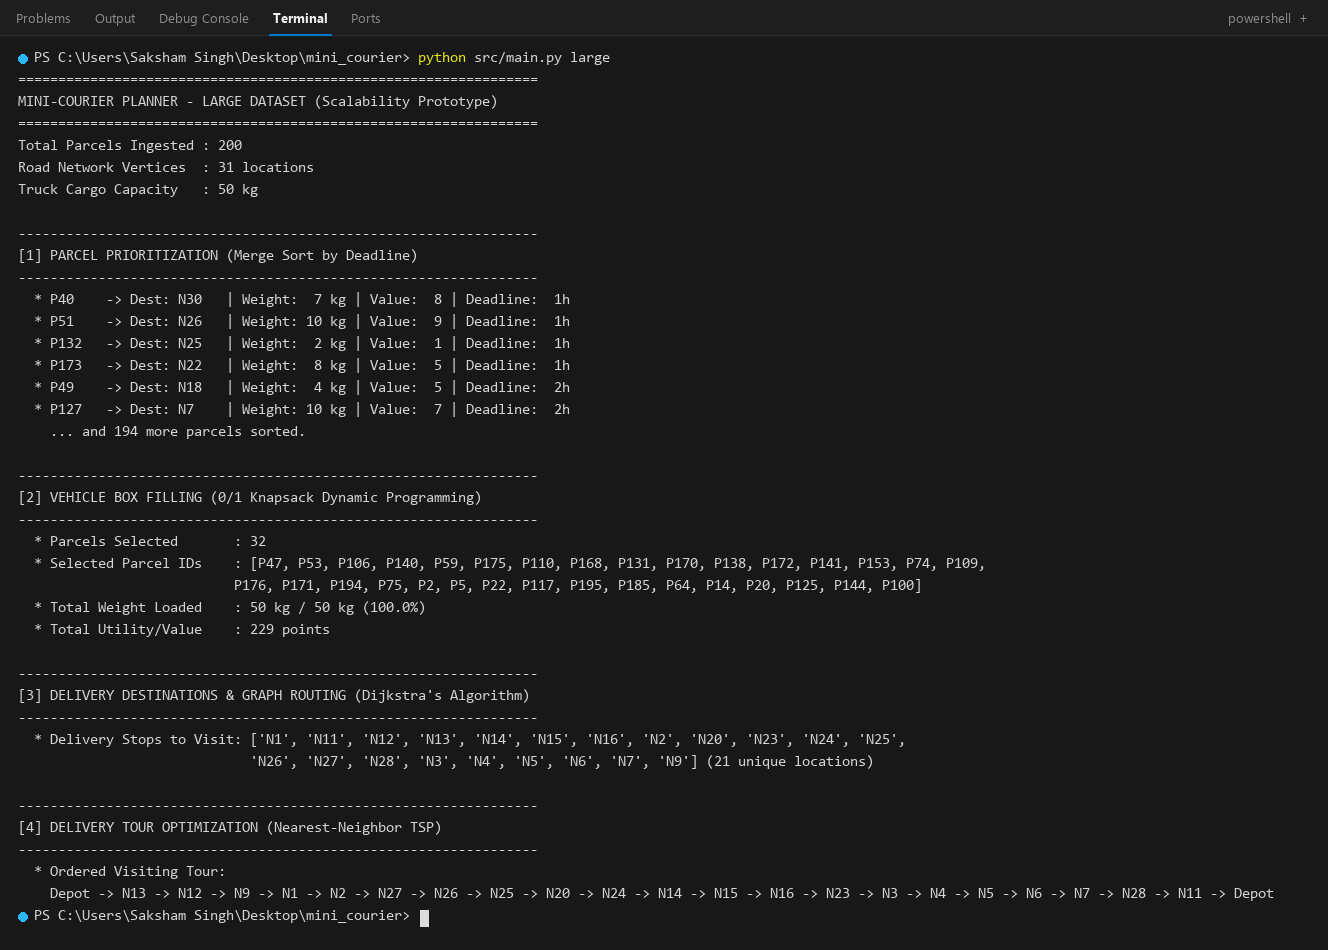 Problems Output Debug Console Terminal Ports powershell +
PS C:\Users\Saksham Singh\Desktop\mini_courier> python src/main.py large
=================================================================
MINI-COURIER PLANNER - LARGE DATASET (Scalability Prototype)
=================================================================
Total Parcels Ingested : 200
Road Network Vertices  : 31 locations
Truck Cargo Capacity   : 50 kg
-----------------------------------------------------------------
[1] PARCEL PRIORITIZATION (Merge Sort by Deadline)
-----------------------------------------------------------------
  * P40    -> Dest: N30   | Weight:  7 kg | Value:  8 | Deadline:  1h
  * P51    -> Dest: N26   | Weight: 10 kg | Value:  9 | Deadline:  1h
  * P132   -> Dest: N25   | Weight:  2 kg | Value:  1 | Deadline:  1h
  * P173   -> Dest: N22   | Weight:  8 kg | Value:  5 | Deadline:  1h
  * P49    -> Dest: N18   | Weight:  4 kg | Value:  5 | Deadline:  2h
  * P127   -> Dest: N7    | Weight: 10 kg | Value:  7 | Deadline:  2h
    ... and 194 more parcels sorted.
-----------------------------------------------------------------
[2] VEHICLE BOX FILLING (0/1 Knapsack Dynamic Programming)
-----------------------------------------------------------------
  * Parcels Selected       : 32
  * Selected Parcel IDs    : [P47, P53, P106, P140, P59, P175, P110, P168, P131, P170, P138, P172, P141, P153, P74, P109,
                           P176, P171, P194, P75, P2, P5, P22, P117, P195, P185, P64, P14, P20, P125, P144, P100]
  * Total Weight Loaded    : 50 kg / 50 kg (100.0%)
  * Total Utility/Value    : 229 points
-----------------------------------------------------------------
[3] DELIVERY DESTINATIONS & GRAPH ROUTING (Dijkstra's Algorithm)
-----------------------------------------------------------------
  * Delivery Stops to Visit: ['N1', 'N11', 'N12', 'N13', 'N14', 'N15', 'N16', 'N2', 'N20', 'N23', 'N24', 'N25',
                             'N26', 'N27', 'N28', 'N3', 'N4', 'N5', 'N6', 'N7', 'N9'] (21 unique locations)
-----------------------------------------------------------------
[4] DELIVERY TOUR OPTIMIZATION (Nearest-Neighbor TSP)
-----------------------------------------------------------------
  * Ordered Visiting Tour:
    Depot -> N13 -> N12 -> N9 -> N1 -> N2 -> N27 -> N26 -> N25 -> N20 -> N24 -> N14 -> N15 -> N16 -> N23 -> N3 -> N4 -> N5 -> N6 -> N7 -> N28 -> N11 -> Depot
PS C:\Users\Saksham Singh\Desktop\mini_courier>